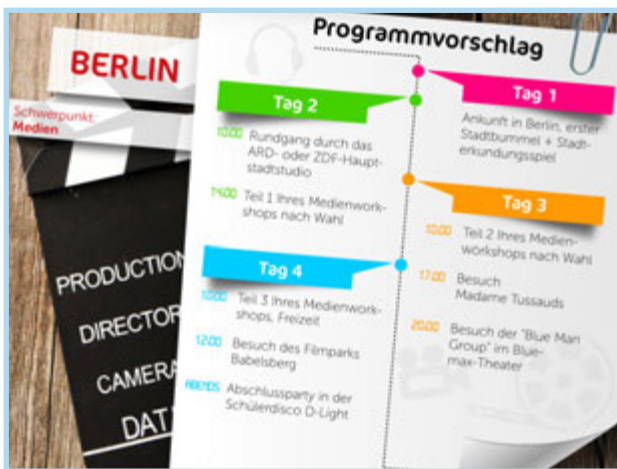 Programmvorschlag
BERLIN
Schwerpunkt:
Medien
Tag 1
Ankunft in Berlin, erster
Stadtbummel + Stadt-
erkundungsspiel
Tag 2
10.00 Rundgang durch das
ARD- oder ZDF-Haupt-
stadtstudio
14.00 Teil 1 Ihres Medienwork-
shops nach Wahl
Tag 3
10.00 Teil 2 Ihres Medien-
workshops nach Wahl
17.00 Besuch
Madame Tussauds
20.00 Besuch der "Blue Man
Group" im Blue-
max-Theater
Tag 4
10.00 Teil 3 Ihres Medienwork-
shops, Freizeit
12.00 Besuch des Filmparks
Babelsberg
ABENDS Abschlussparty in der
Schülerdisco D-Light
PRODUCTION
DIRECTOR
CAMERA
DAT